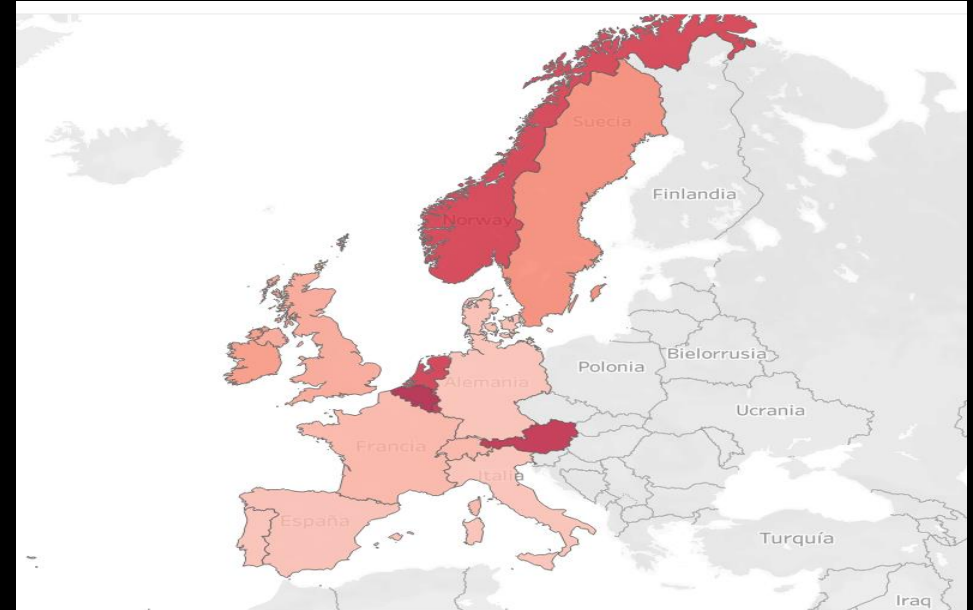 Suecia
Finlandia
Norway
Polonia
Bielorrusia
Alemania
Ucrania
Francia
Italia
España
Turquía
Iraq